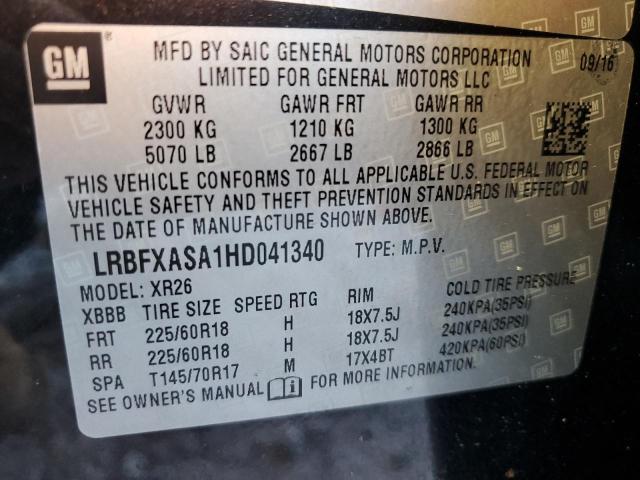 GM
MFD BY SAIC GENERAL MOTORS CORPORATION
LIMITED FOR GENERAL MOTORS LLC
09/16
GVWR GAWR FRT GAWR RR
2300 KG 1210 KG 1300 KG
5070 LB 2667 LB 2866 LB
THIS VEHICLE CONFORMS TO ALL APPLICABLE U.S. FEDERAL MOTOR
VEHICLE SAFETY AND THEFT PREVENTION STANDARDS IN EFFECT ON
THE DATE OF MANUFACTURE SHOWN ABOVE.
LRBFXASA1HD041340 TYPE: M.P.V.
MODEL: XR26
XBBB TIRE SIZE SPEED RTG RIM COLD TIRE PRESSURE
FRT 225/60R18 H 18X7.5J 240KPA(35PSI)
RR 225/60R18 H 18X7.5J 240KPA(35PSI)
SPA T145/70R17 M 17X4BT 420KPA(60PSI)
SEE OWNER'S MANUAL FOR MORE INFORMATION.